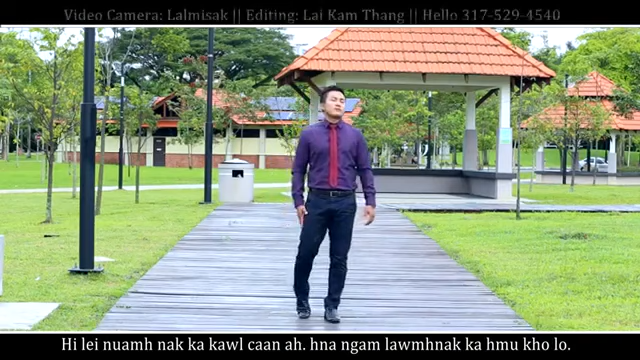 Video Camera: Lalmisak || Editing: Lai Kam Thang || Hello 317-529-4540
Hi lei nuamh nak ka kawl caan ah. hna ngam lawmhnak ka hmu kho lo.